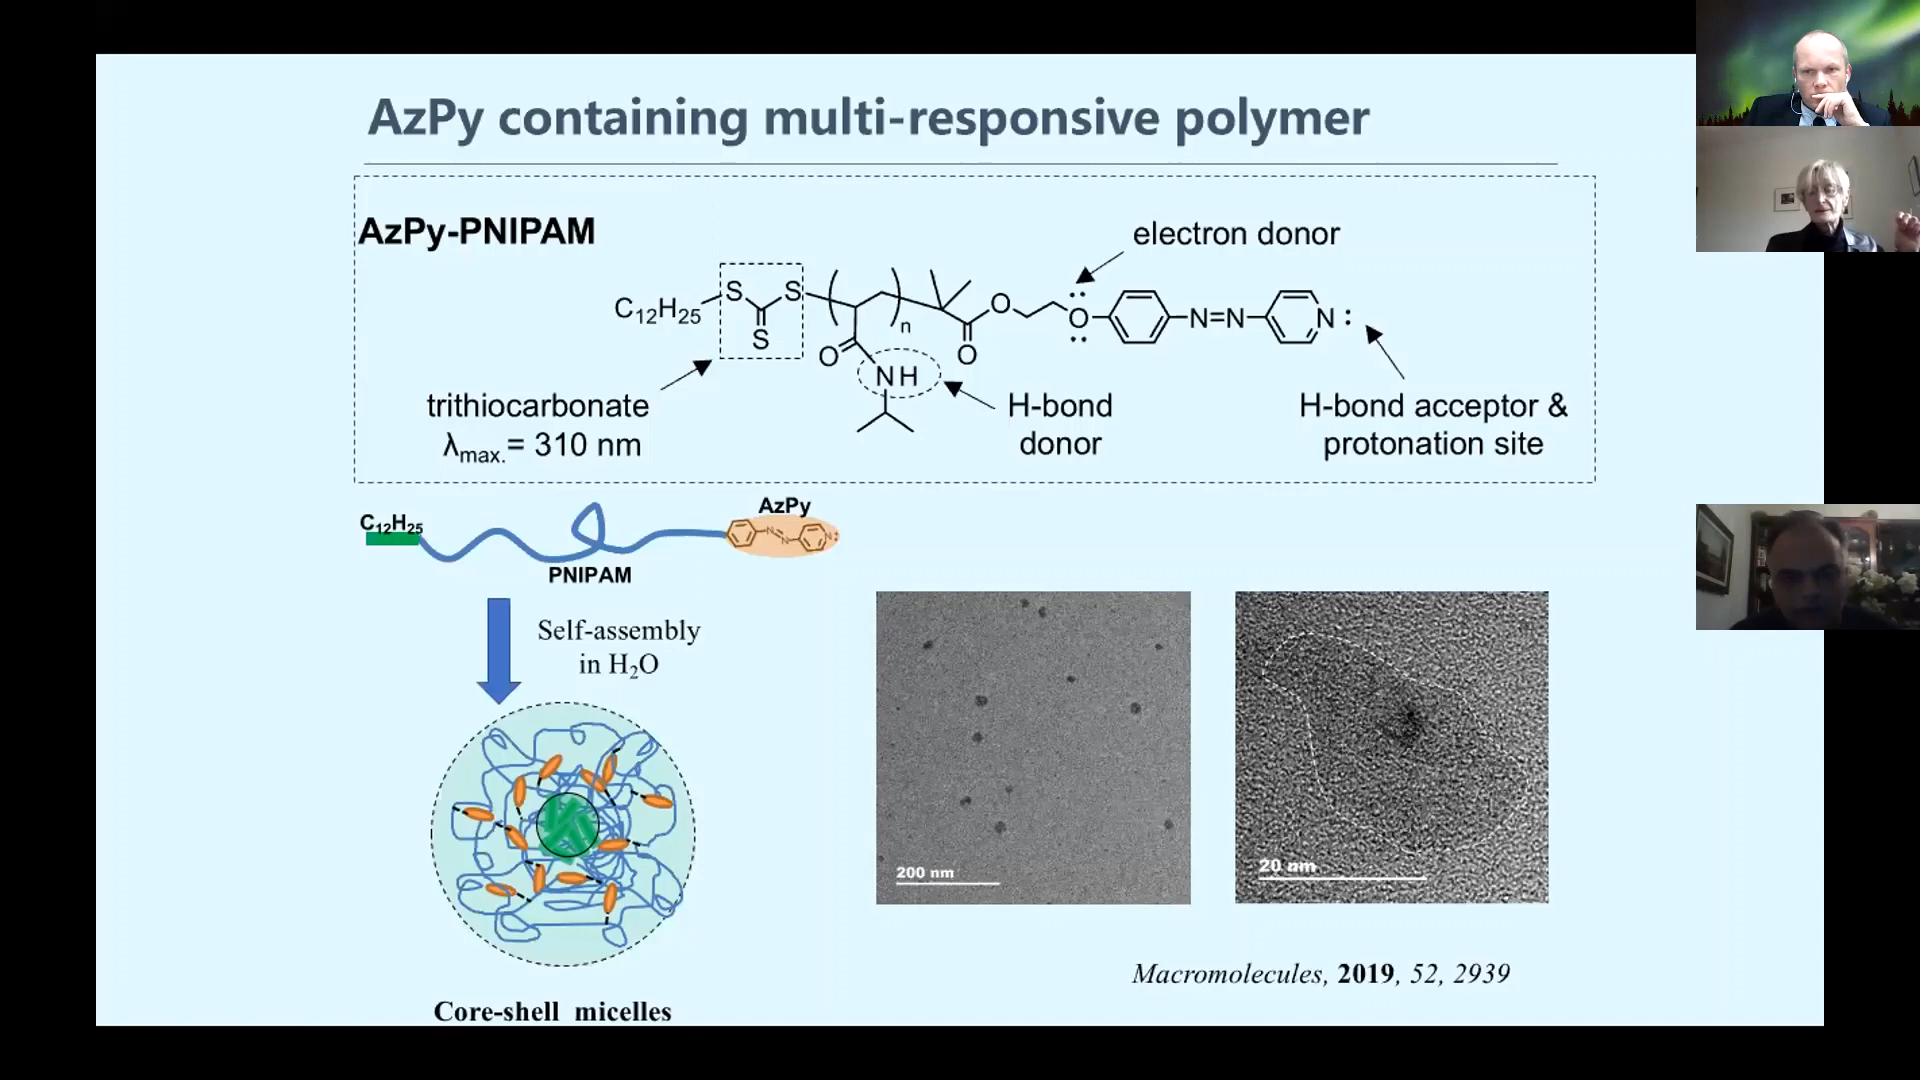 AzPy containing multi-responsive polymer
AzPy-PNIPAM
electron donor
C₁₂H₂₅
S
S
S
n
O
NH
O
O
O
N=N
N
trithiocarbonate
λmax.= 310 nm
H-bond
donor
H-bond acceptor &
protonation site
C₁₂H₂₅
AzPy
N
N
N
PNIPAM
Self-assembly
in H₂O
200 nm
20 nm
Macromolecules, 2019, 52, 2939
Core-shell micelles